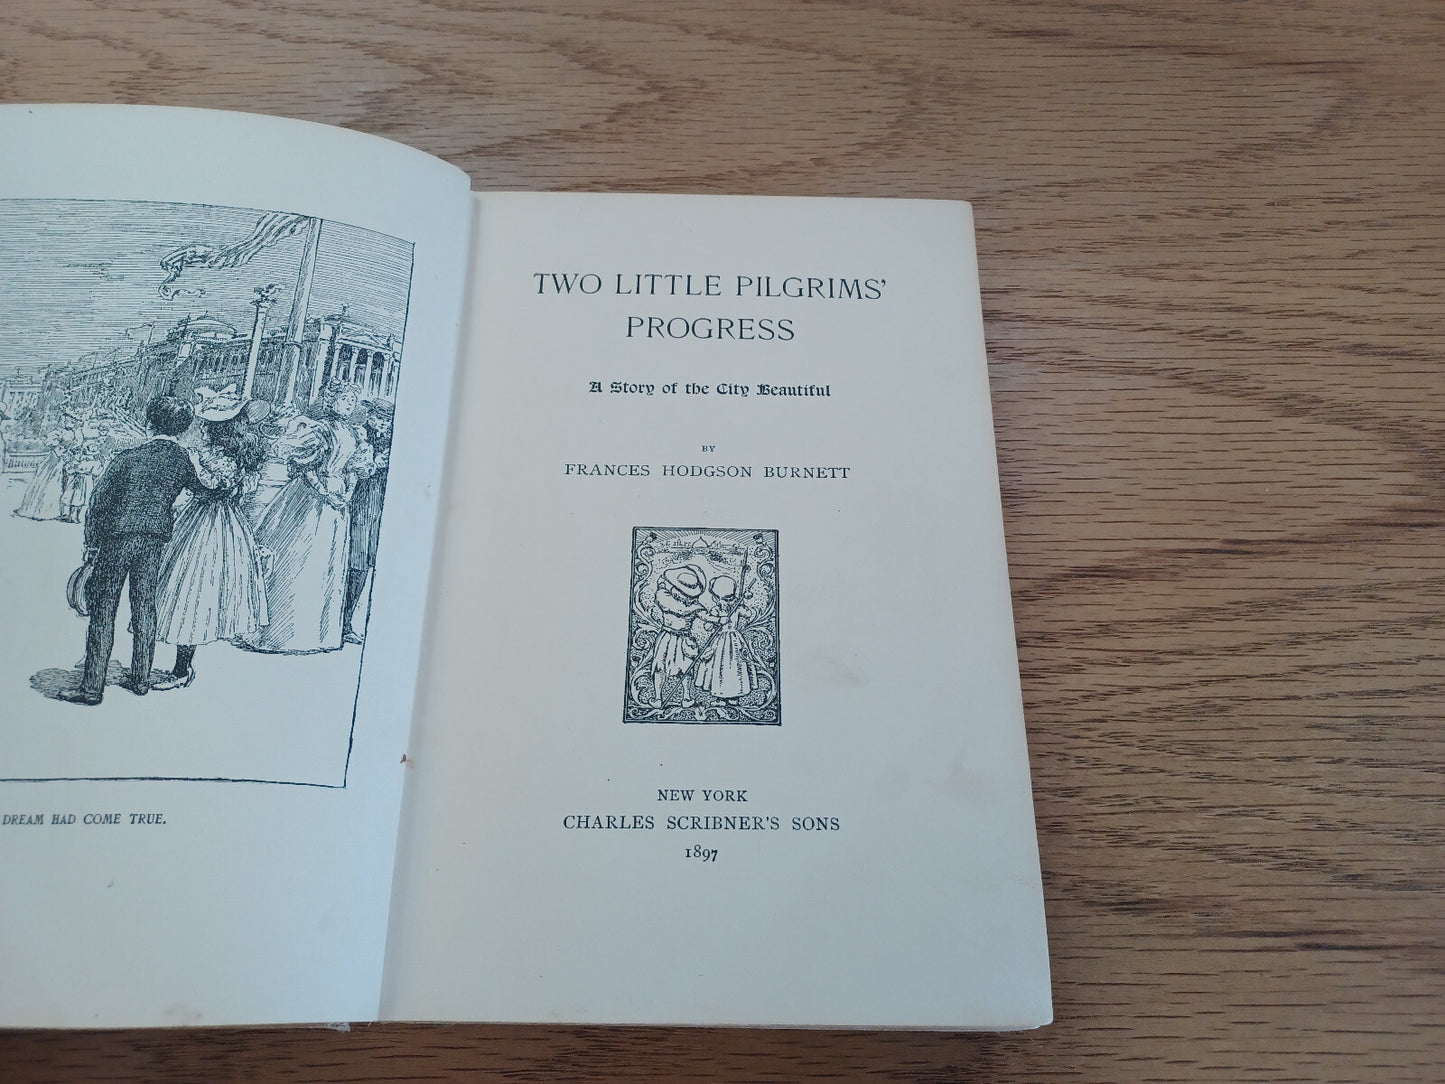 DREAM HAD COME TRUE.
TWO LITTLE PILGRIMS'
PROGRESS
A Story of the City Beautiful
BY
FRANCES HODGSON BURNETT
NEW YORK
CHARLES SCRIBNER'S SONS
1897